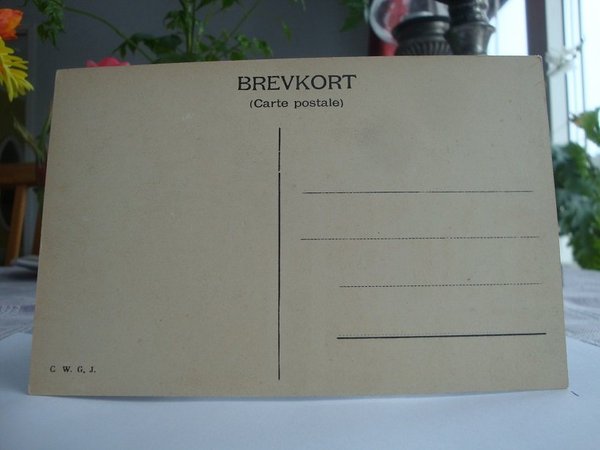 BREVKORT
(Carte postale)
C. W. G. J.